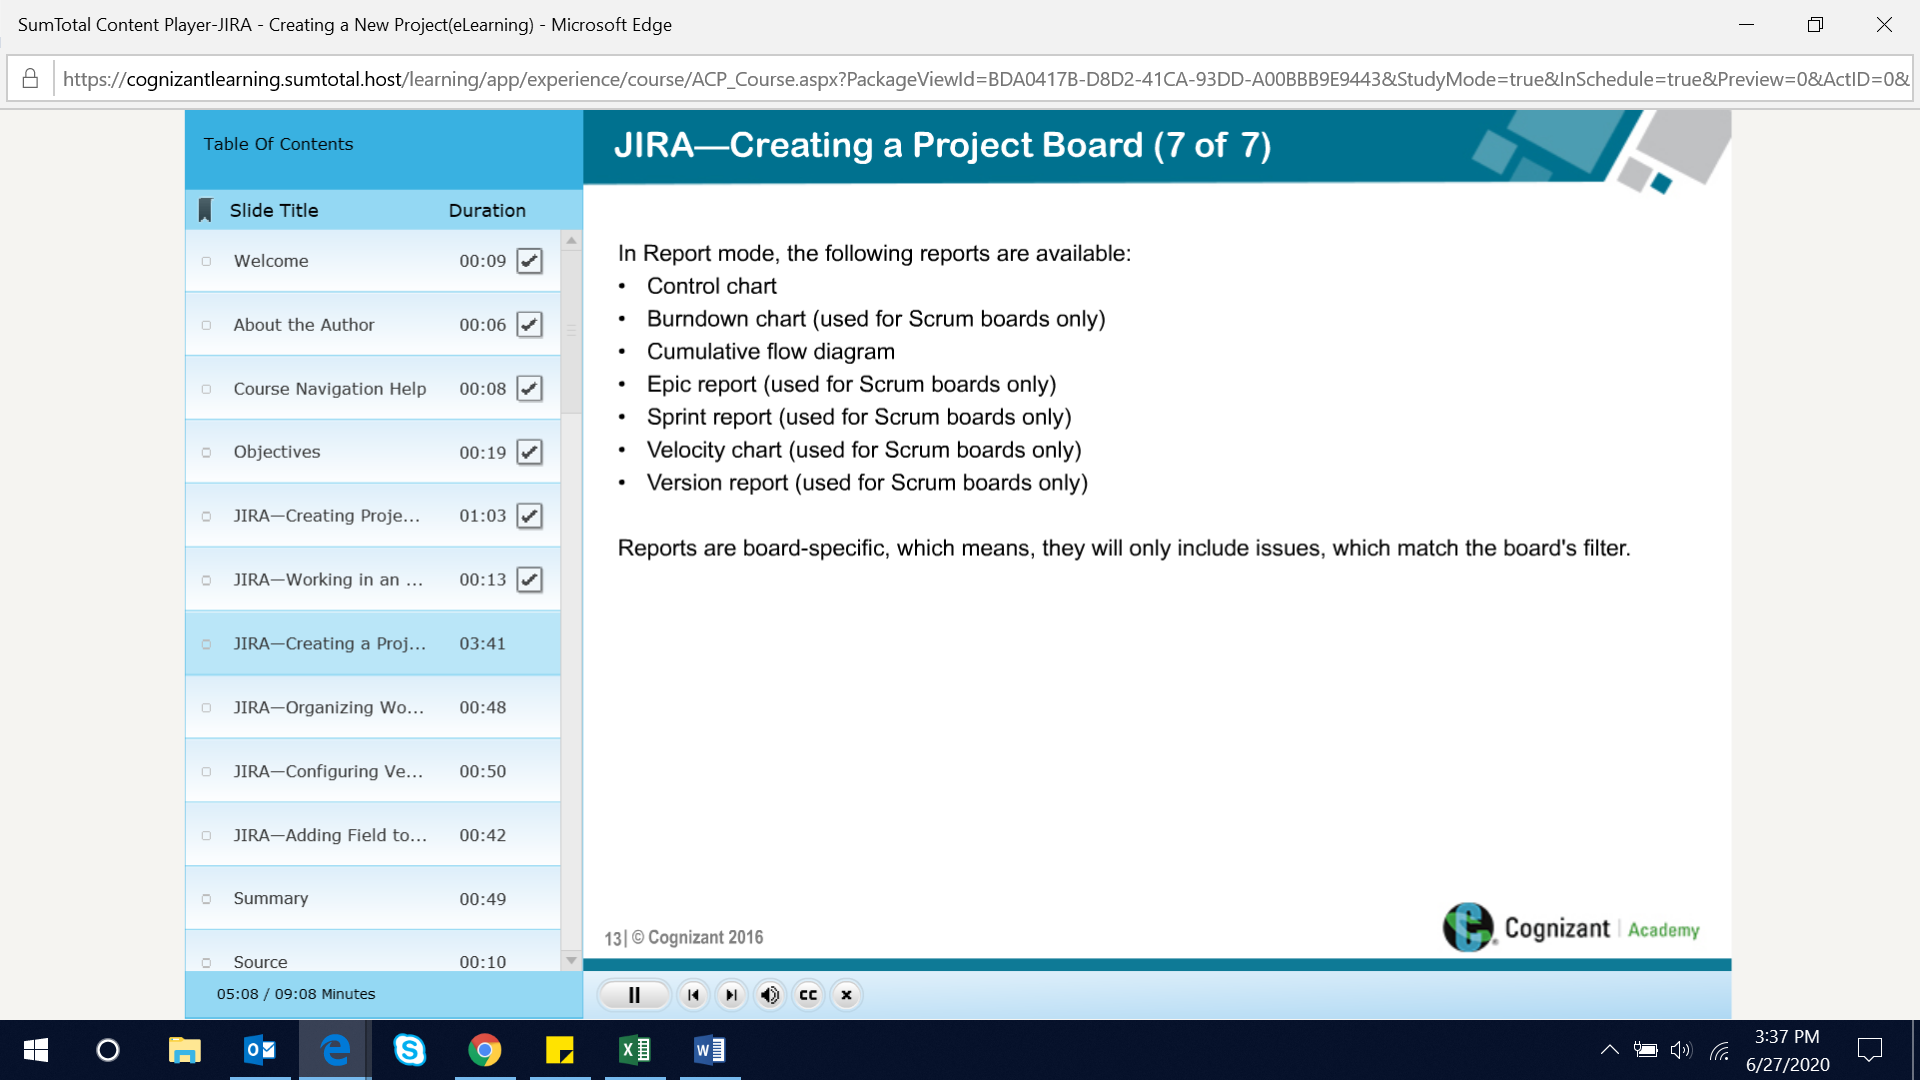 SumTotal Content Player-JIRA - Creating a New Project(eLearning) - Microsoft Edge
https://cognizantlearning.sumtotal.host/learning/app/experience/course/ACP_Course.aspx?PackageViewId=BDA0417B-D8D2-41CA-93DD-A00BBB9E9443&StudyMode=true&InSchedule=true&Preview=0&ActID=0&
Table Of Contents
Slide Title Duration
Welcome 00:09
About the Author 00:06
Course Navigation Help 00:08
Objectives 00:19
JIRA—Creating Proje... 01:03
JIRA—Working in an ... 00:13
JIRA—Creating a Proj... 03:41
JIRA—Organizing Wo... 00:48
JIRA—Configuring Ve... 00:50
JIRA—Adding Field to... 00:42
Summary 00:49
Source 00:10
05:08 / 09:08 Minutes
JIRA—Creating a Project Board (7 of 7)
In Report mode, the following reports are available:
• Control chart
• Burndown chart (used for Scrum boards only)
• Cumulative flow diagram
• Epic report (used for Scrum boards only)
• Sprint report (used for Scrum boards only)
• Velocity chart (used for Scrum boards only)
• Version report (used for Scrum boards only)
Reports are board-specific, which means, they will only include issues, which match the board's filter.
13| © Cognizant 2016
Cognizant | Academy
CC
3:37 PM
6/27/2020